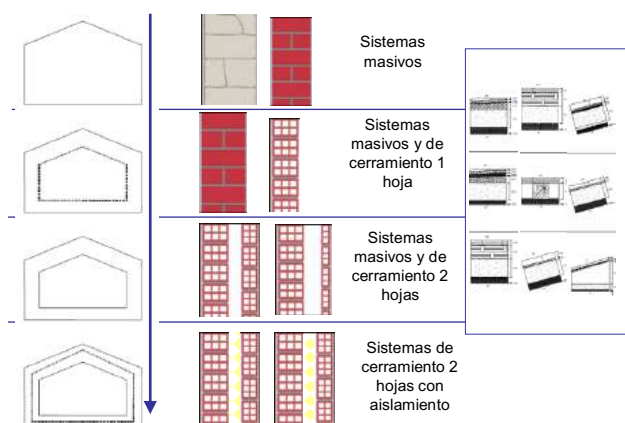 Sistemas
masivos
Sistemas
masivos y de
cerramiento 1
hoja
Sistemas
masivos y de
cerramiento 2
hojas
Sistemas de
cerramiento 2
hojas con
aislamiento